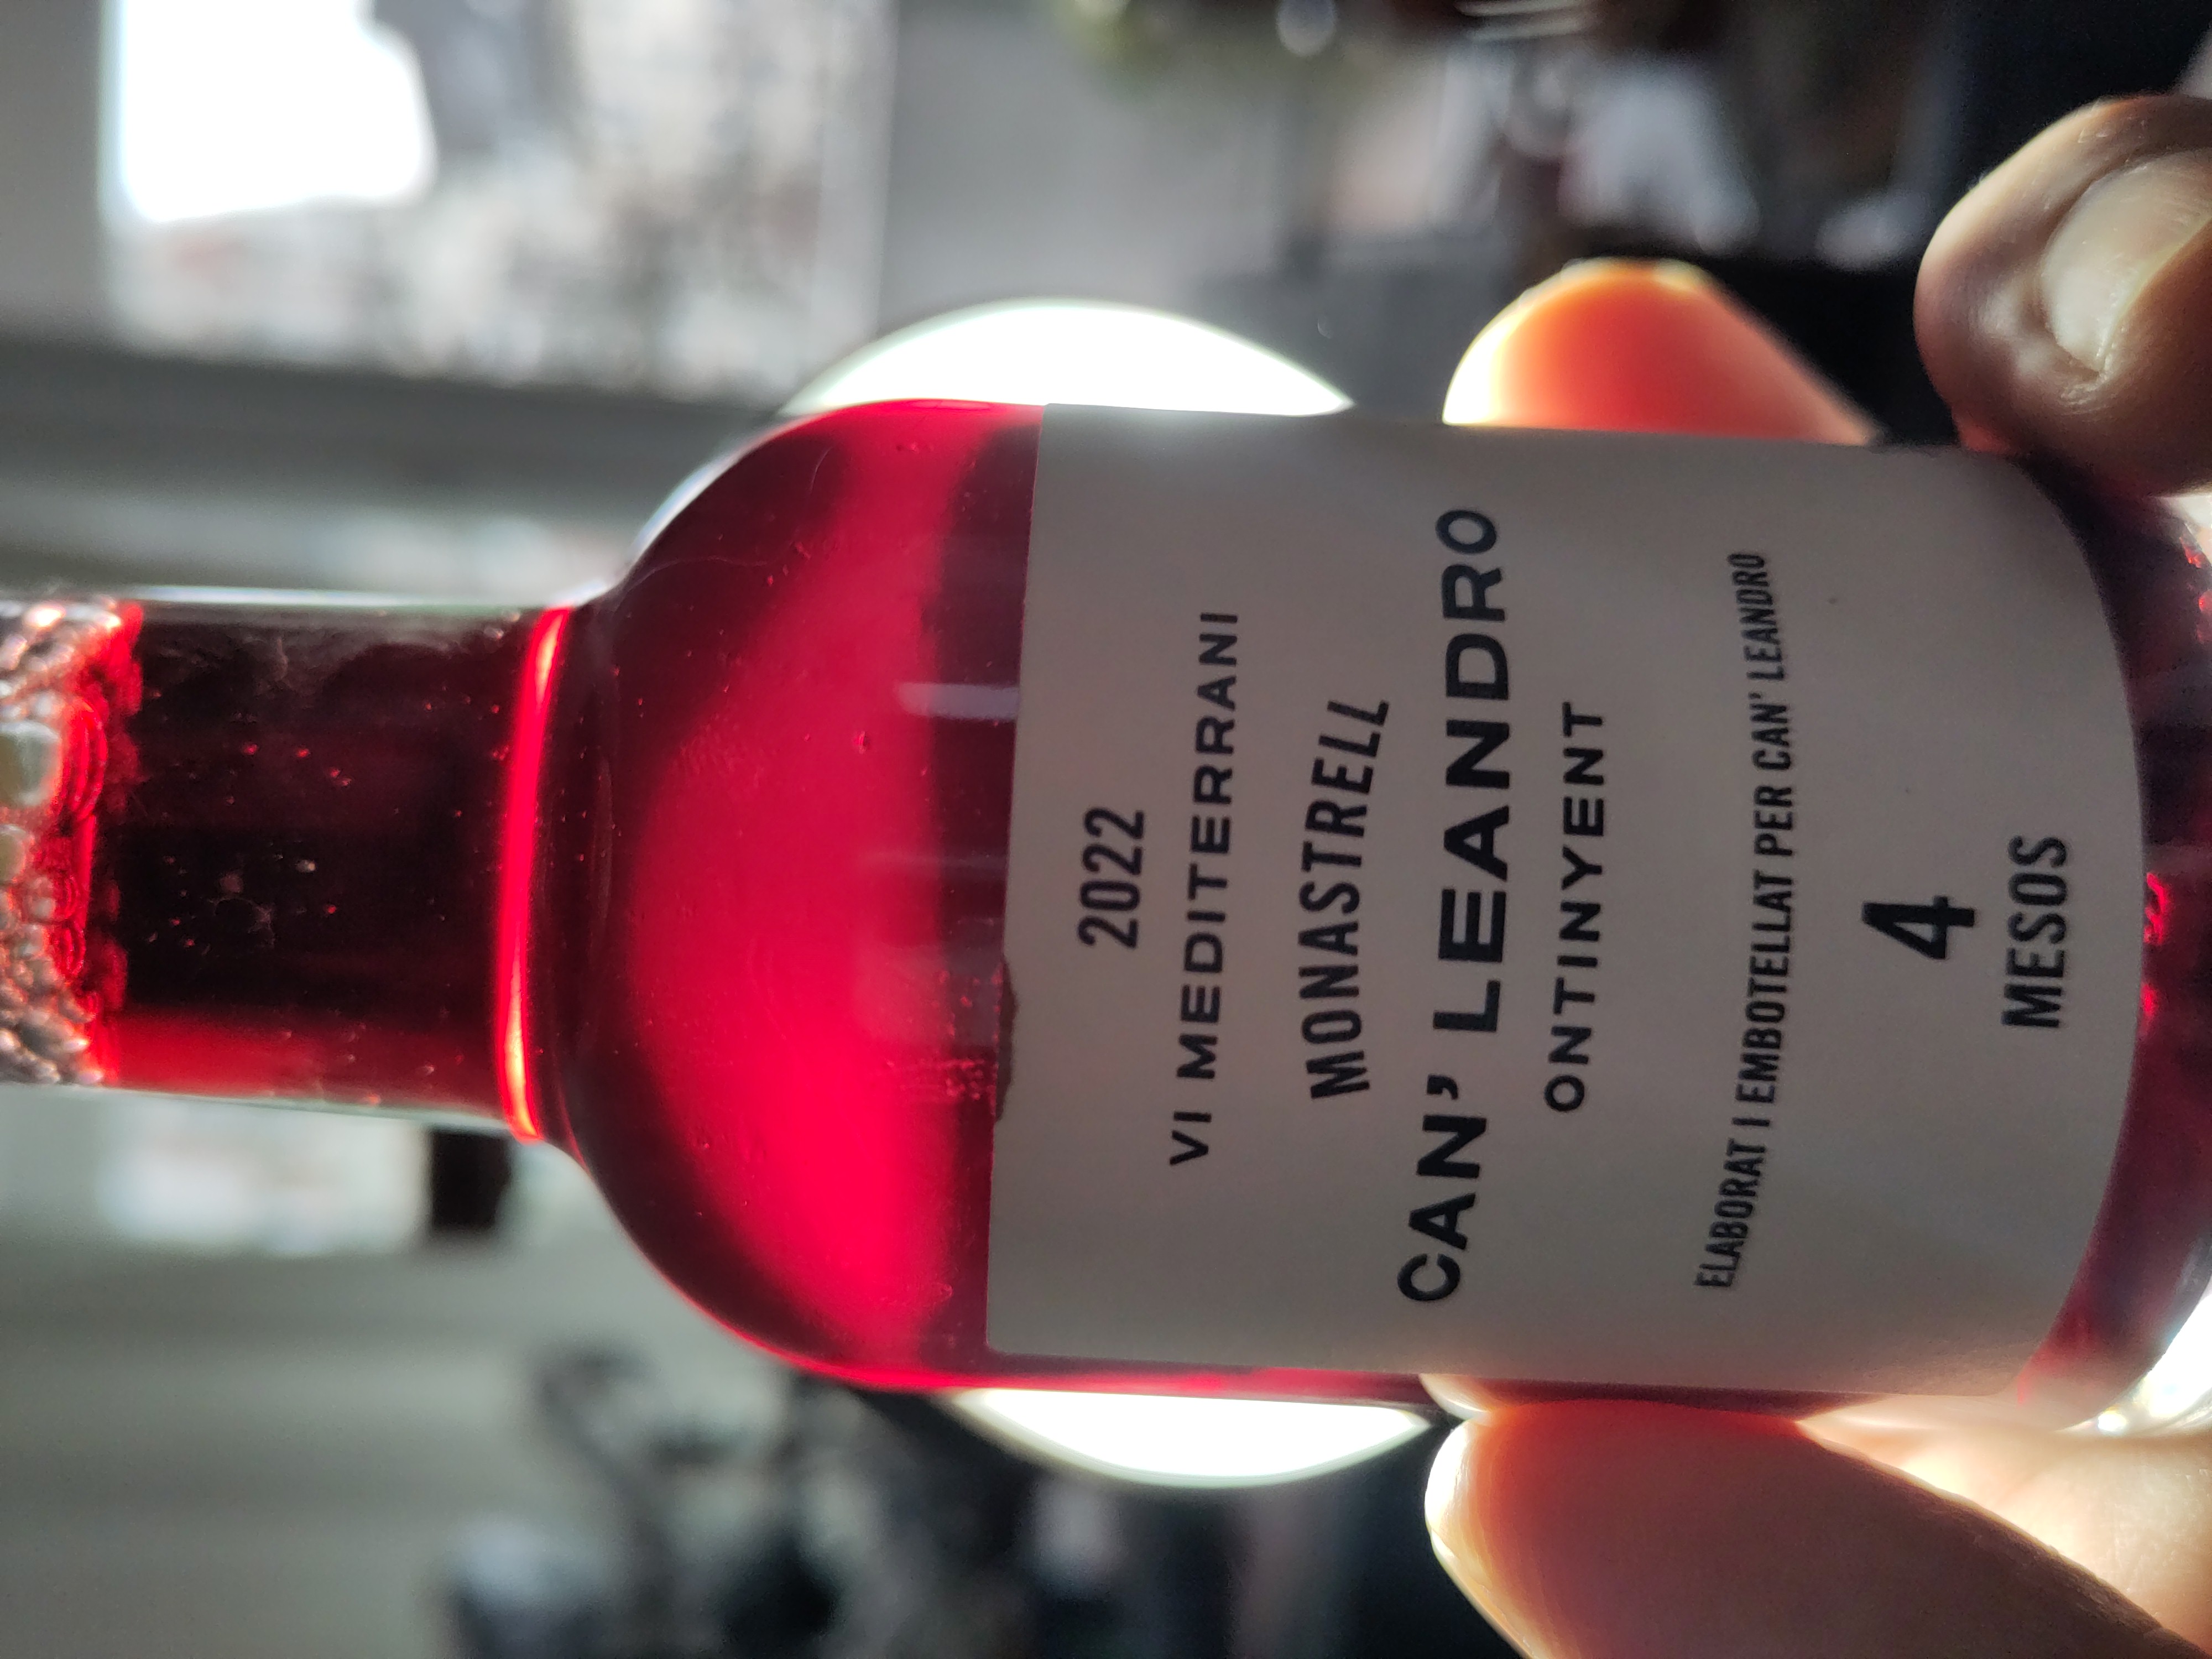 2022
VI MEDITERRANI
MONASTRELL
CAN' LEANDRO
ONTINYENT
ELABORAT I EMBOTELLAT PER CAN' LEANDRO
4
MESOS